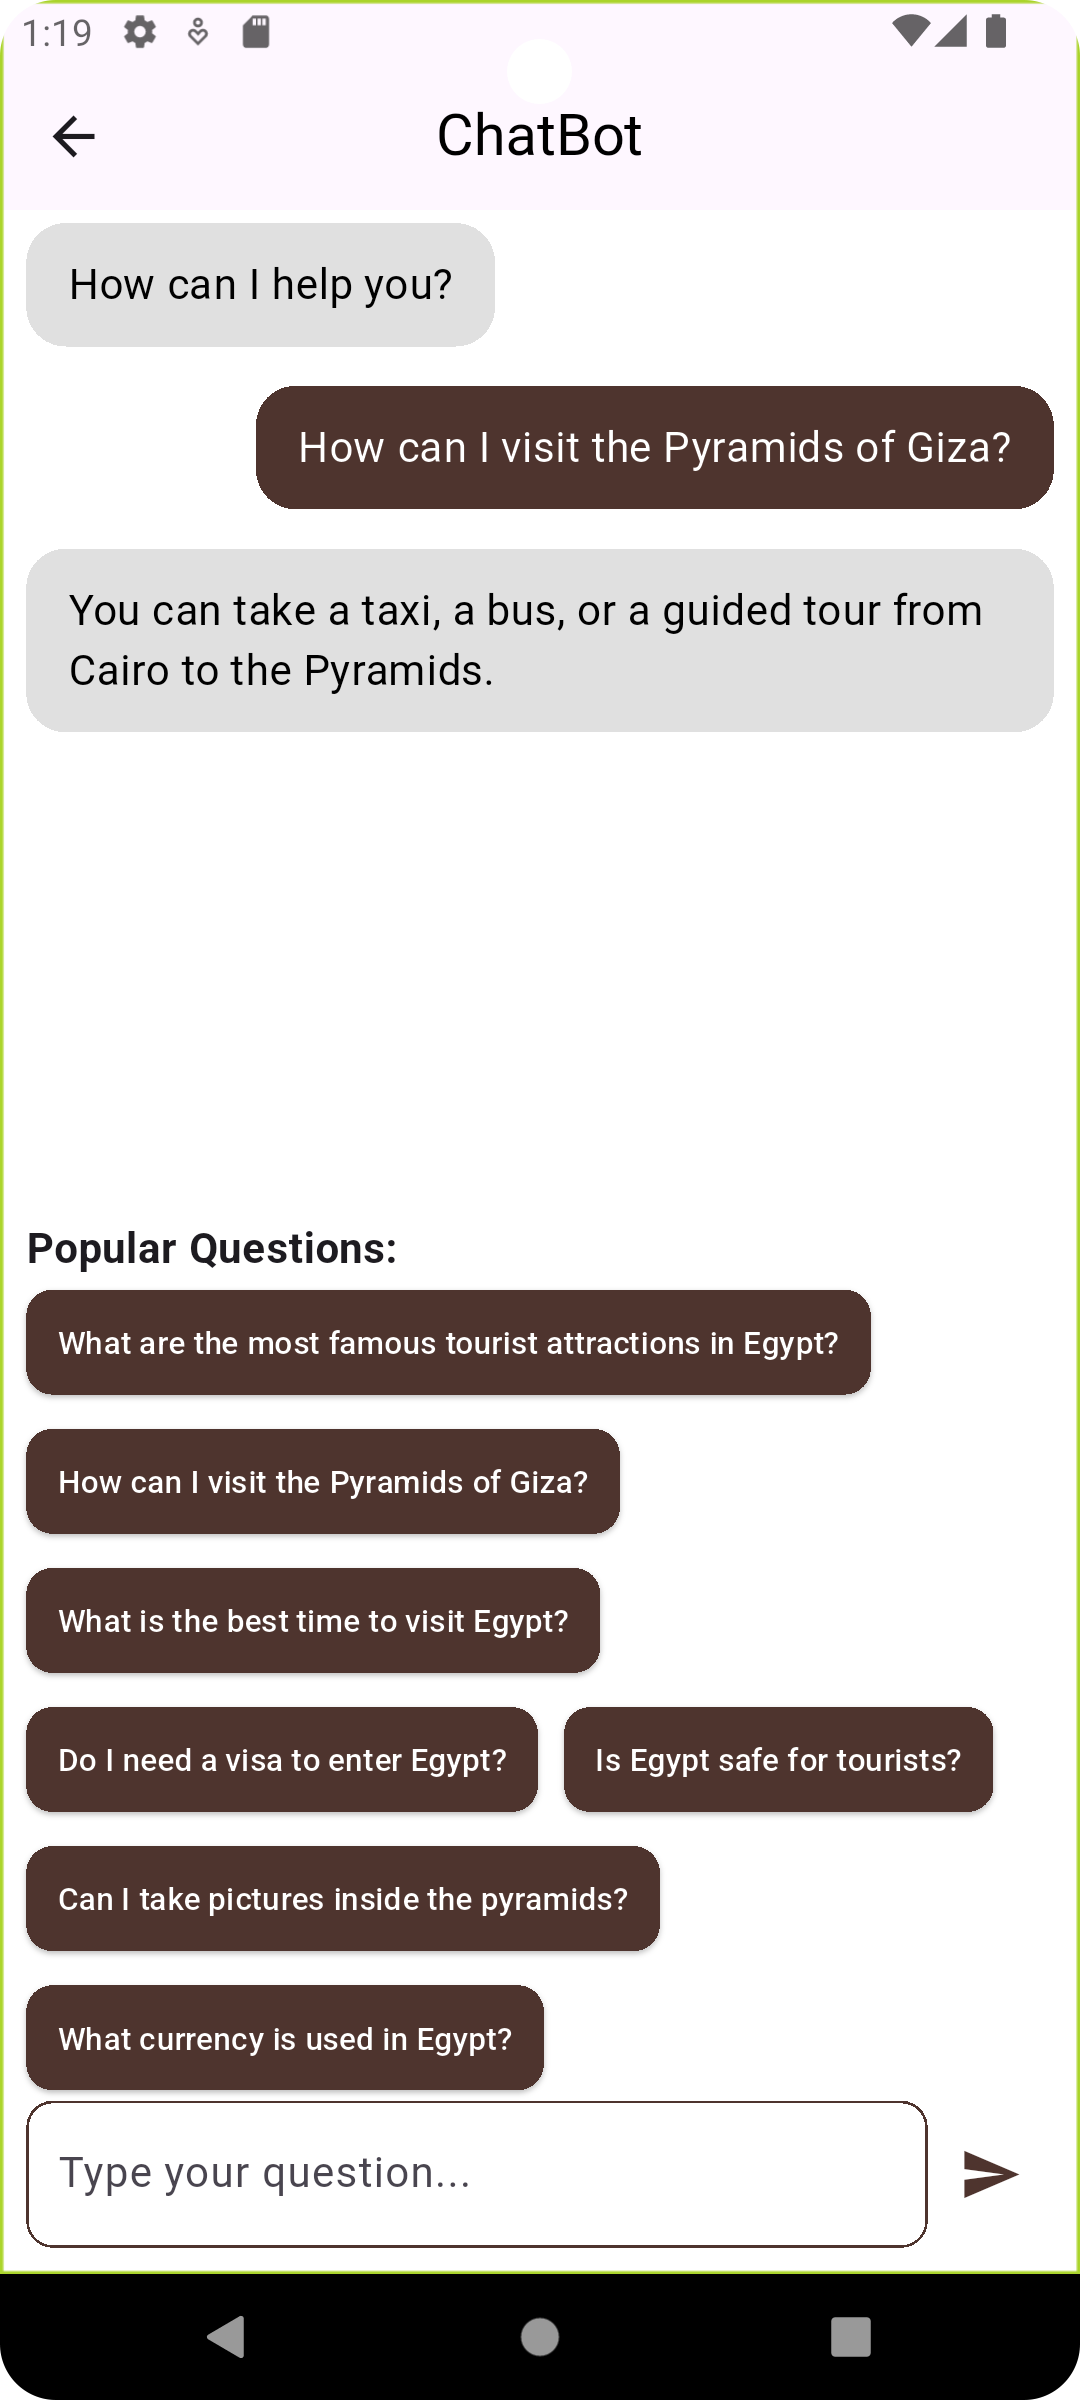 1:19
ChatBot
How can I help you?
How can I visit the Pyramids of Giza?
You can take a taxi, a bus, or a guided tour from
Cairo to the Pyramids.
Popular Questions:
What are the most famous tourist attractions in Egypt?
How can I visit the Pyramids of Giza?
What is the best time to visit Egypt?
Do I need a visa to enter Egypt?
Is Egypt safe for tourists?
Can I take pictures inside the pyramids?
What currency is used in Egypt?
Type your question...